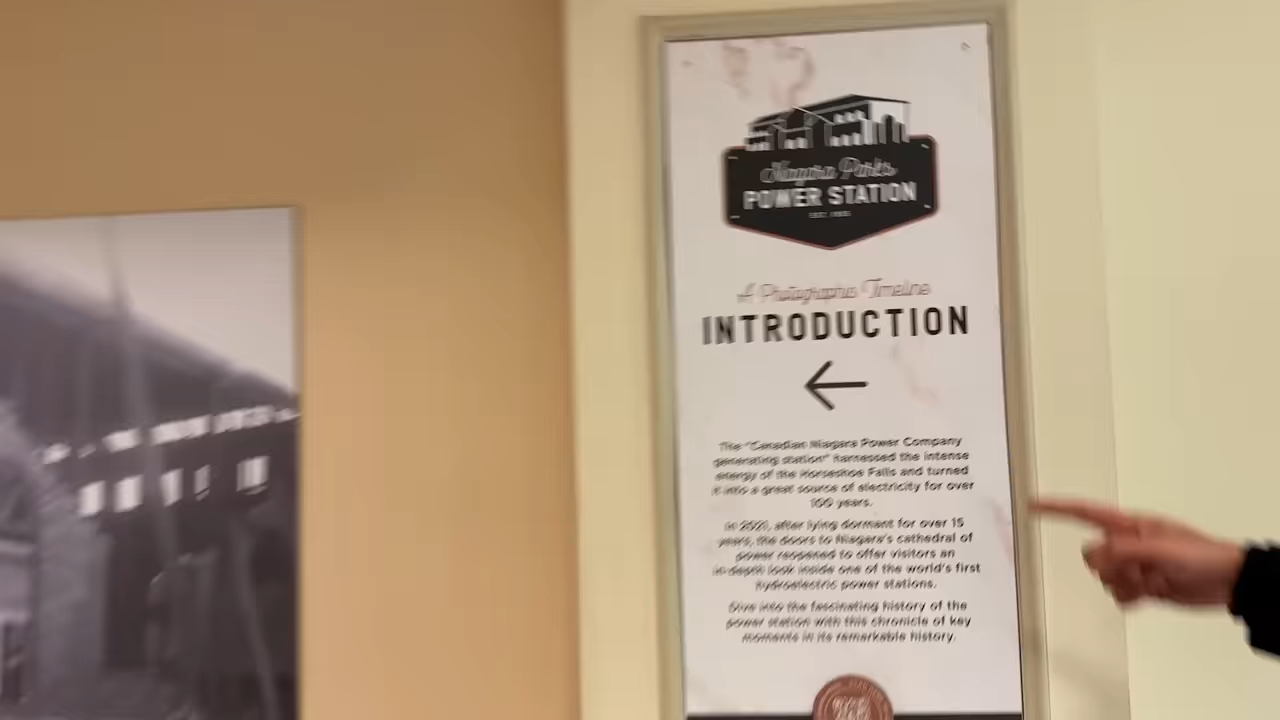 Niagara Parks
POWER STATION
A Photographic Timeline
INTRODUCTION
The "Canadian Niagara Power Company
generating station" harnessed the intense
energy of the Horseshoe Falls and turned
it into a great source of electricity for over
100 years.
In 2021, after lying dormant for over 15
years, the doors to Niagara's cathedral of
power reopened to offer visitors an
in-depth look inside one of the world's first
hydroelectric power stations.
Dive into the fascinating history of the
power station with this chronicle of key
moments in its remarkable history.